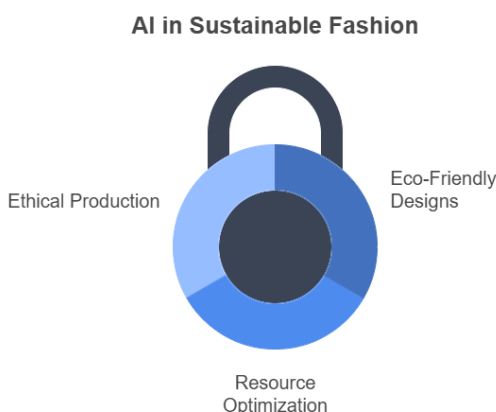 AI in Sustainable Fashion
Ethical Production
Eco-Friendly
Designs
Resource
Optimization